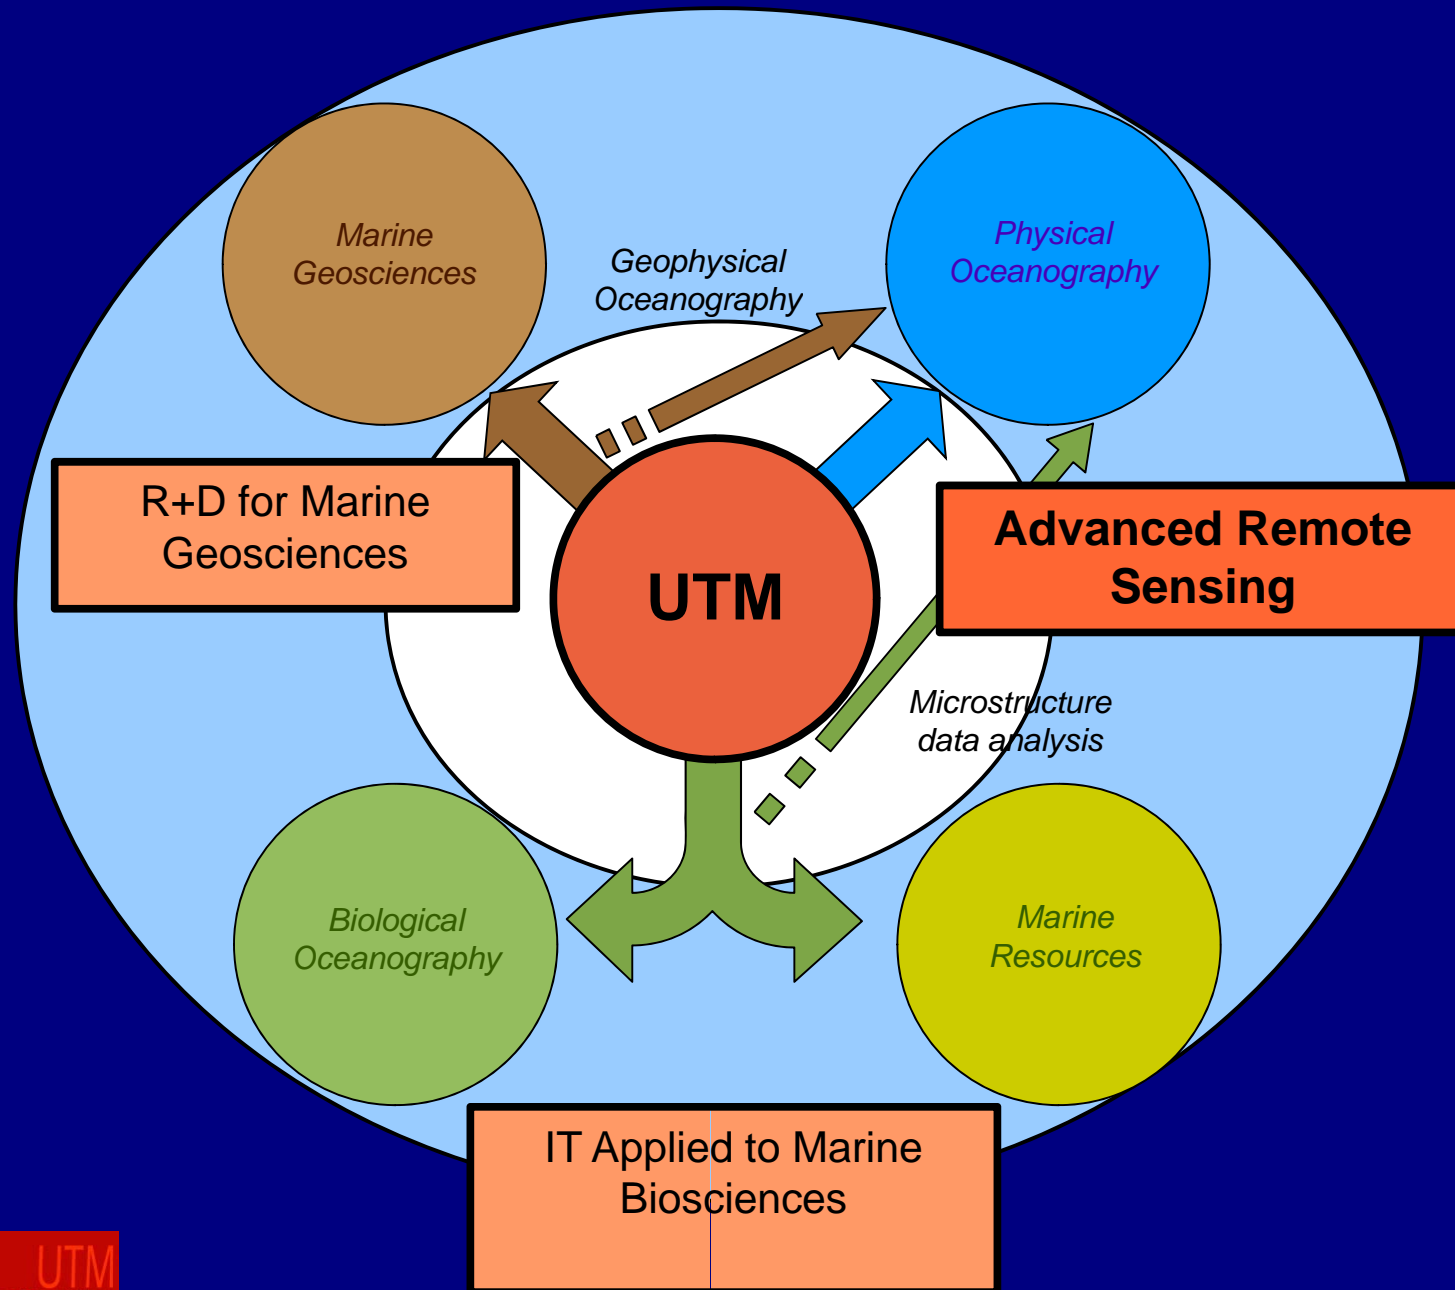 Marine
Geosciences
Geophysical
Oceanography
Physical
Oceanography
R+D for Marine
Geosciences
UTM
Advanced Remote
Sensing
Microstructure
data analysis
Biological
Oceanography
Marine
Resources
IT Applied to Marine
Biosciences
UTM